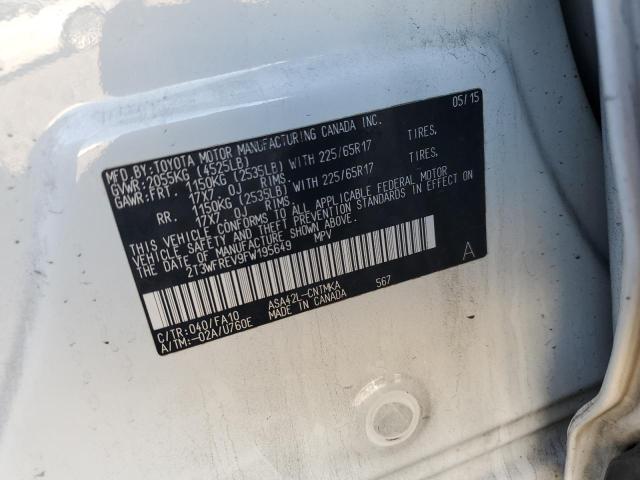 MFD.BY:TOYOTA MOTOR MANUFACTURING CANADA INC. 05/15
GVWR:2055KG (4525LB)
GAWR:FRT 1150KG (2535LB) WITH 225/65R17 TIRES,
17X7.0J RIMS.
RR. 1150KG (2535LB) WITH 225/65R17 TIRES,
17X7.0J RIMS.
THIS VEHICLE CONFORMS TO ALL APPLICABLE FEDERAL MOTOR
VEHICLE SAFETY AND THEFT PREVENTION STANDARDS IN EFFECT ON
THE DATE OF MANUFACTURE SHOWN ABOVE.
2T3WFREV9FW195649 MPV A
C/TR:040/FA10 ASA42L-CNTMKA 567
A/TM:-02A/U760E MADE IN CANADA